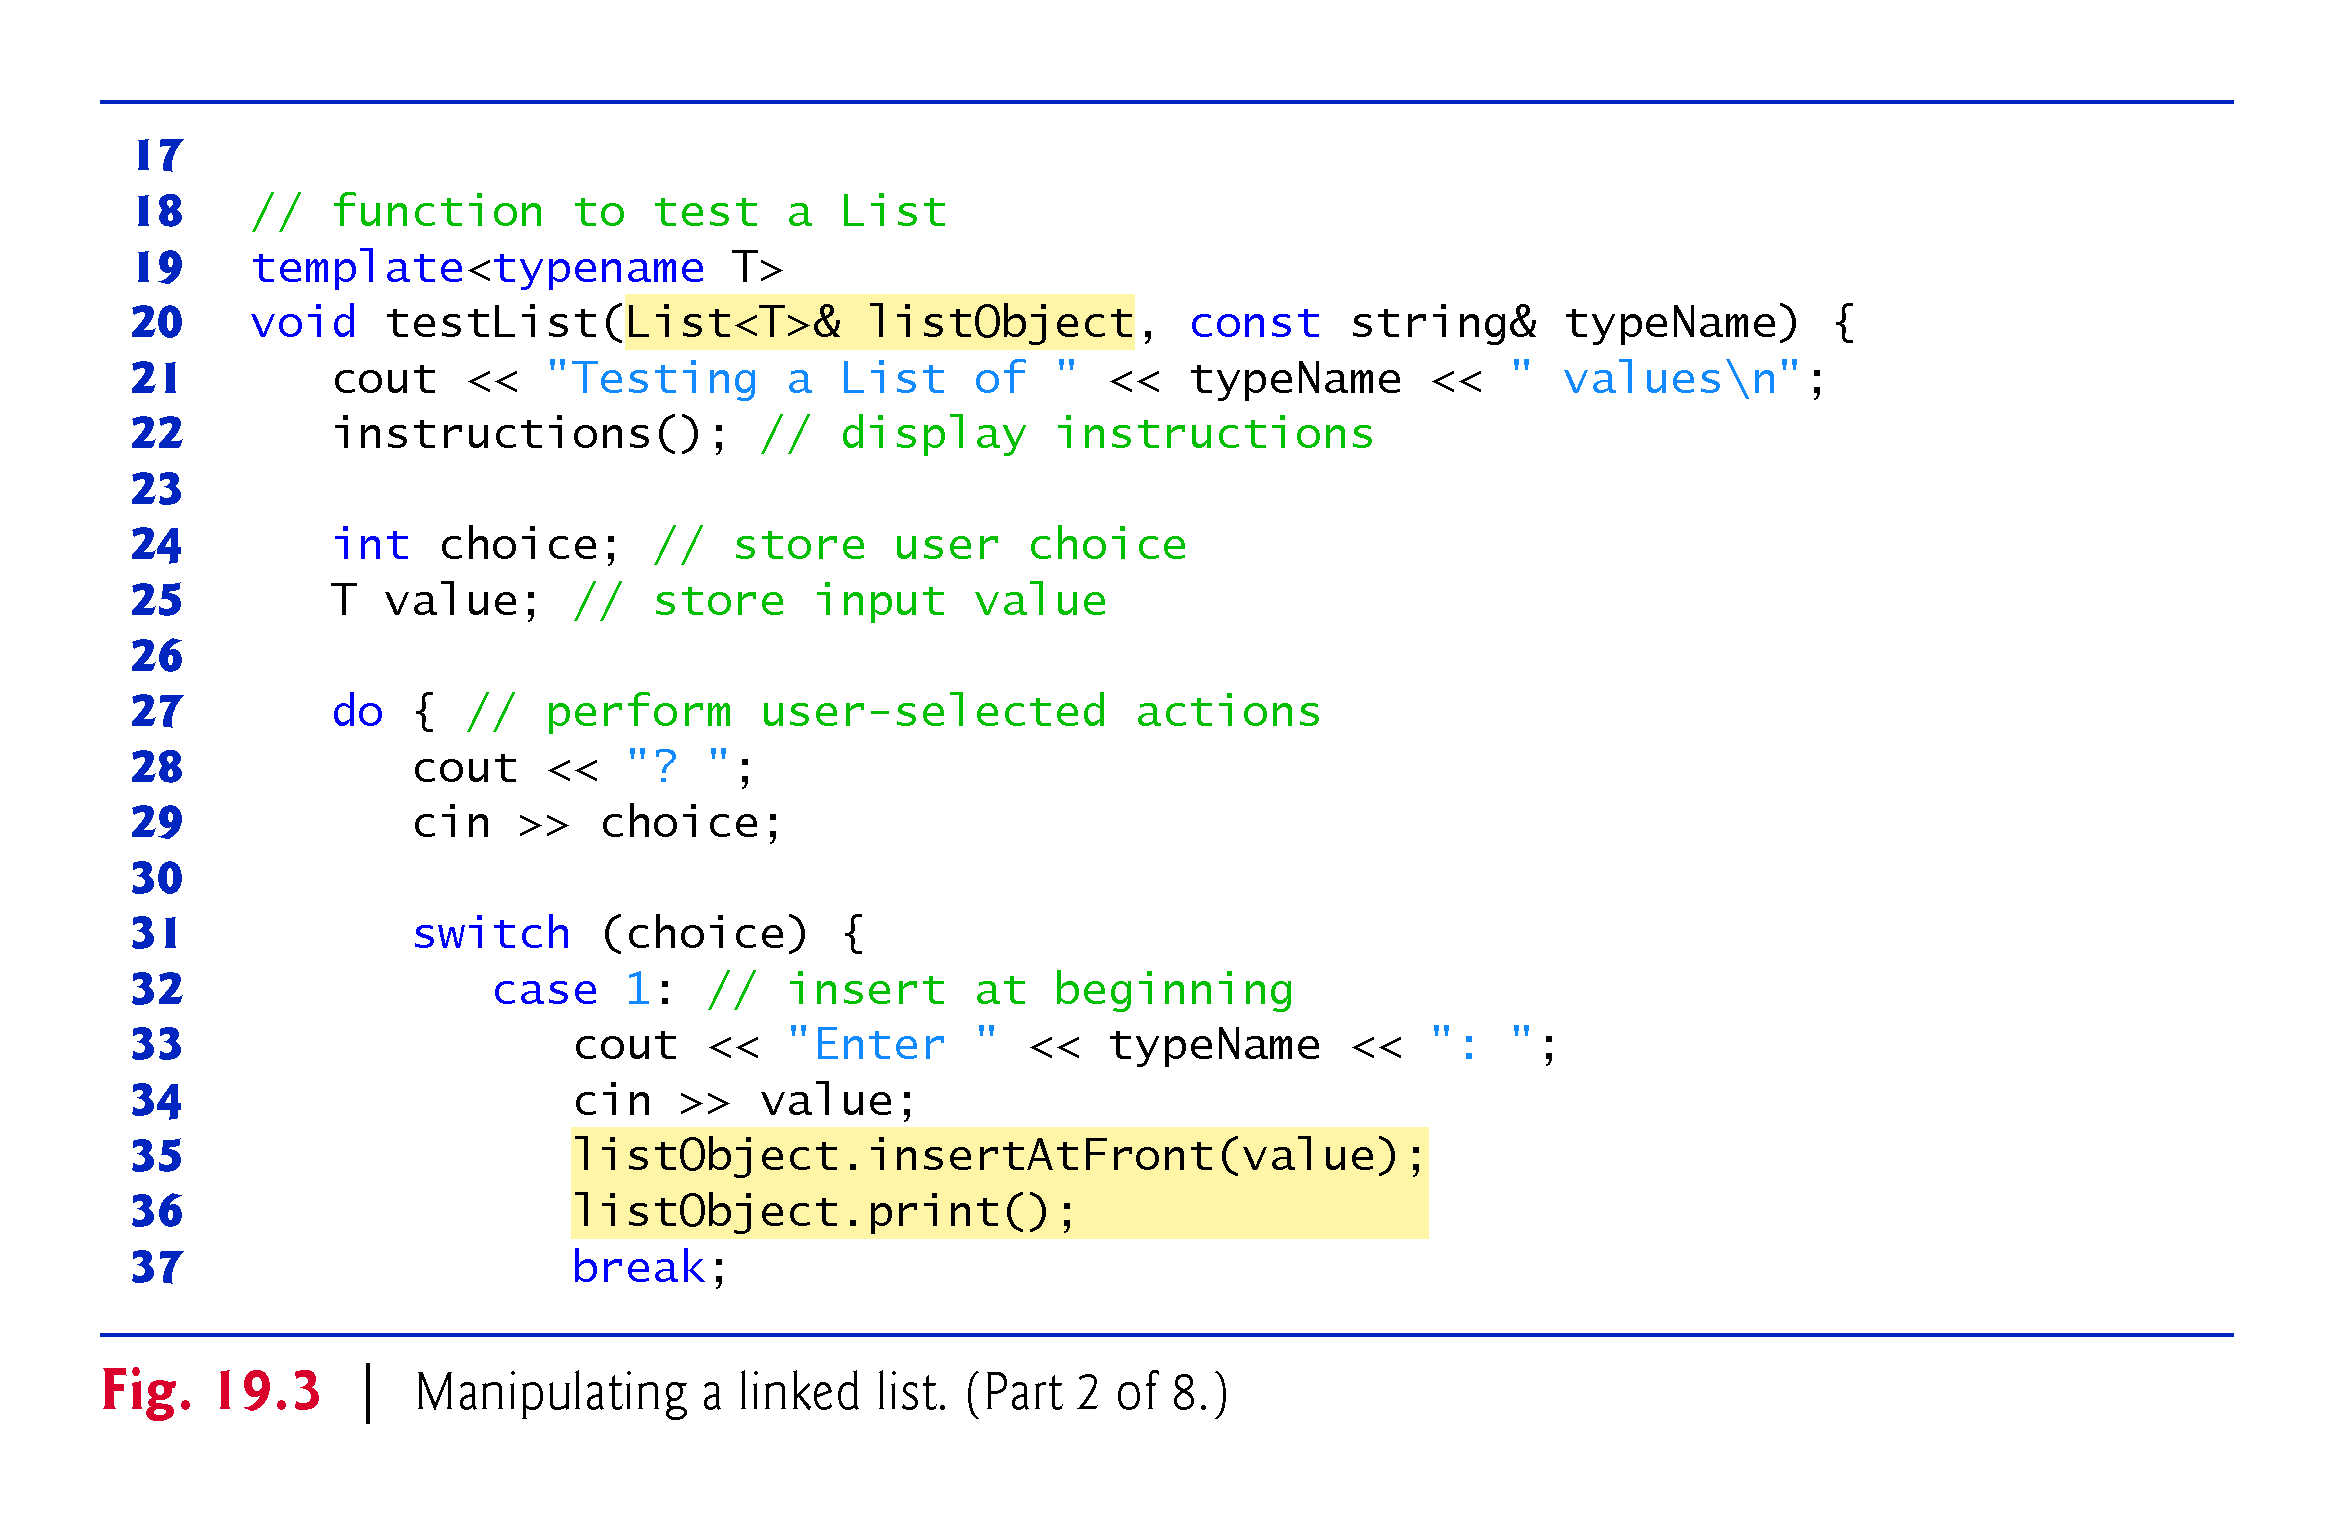 17
18 // function to test a List
19 template<typename T>
20 void testList(List<T>& listObject, const string& typeName) {
21    cout << "Testing a List of " << typeName << " values\n";
22    instructions(); // display instructions
23
24    int choice; // store user choice
25    T value; // store input value
26
27    do { // perform user-selected actions
28       cout << "? ";
29       cin >> choice;
30
31       switch (choice) {
32          case 1: // insert at beginning
33             cout << "Enter " << typeName << ": ";
34             cin >> value;
35             listObject.insertAtFront(value);
36             listObject.print();
37             break;
Fig. 19.3 | Manipulating a linked list. (Part 2 of 8.)